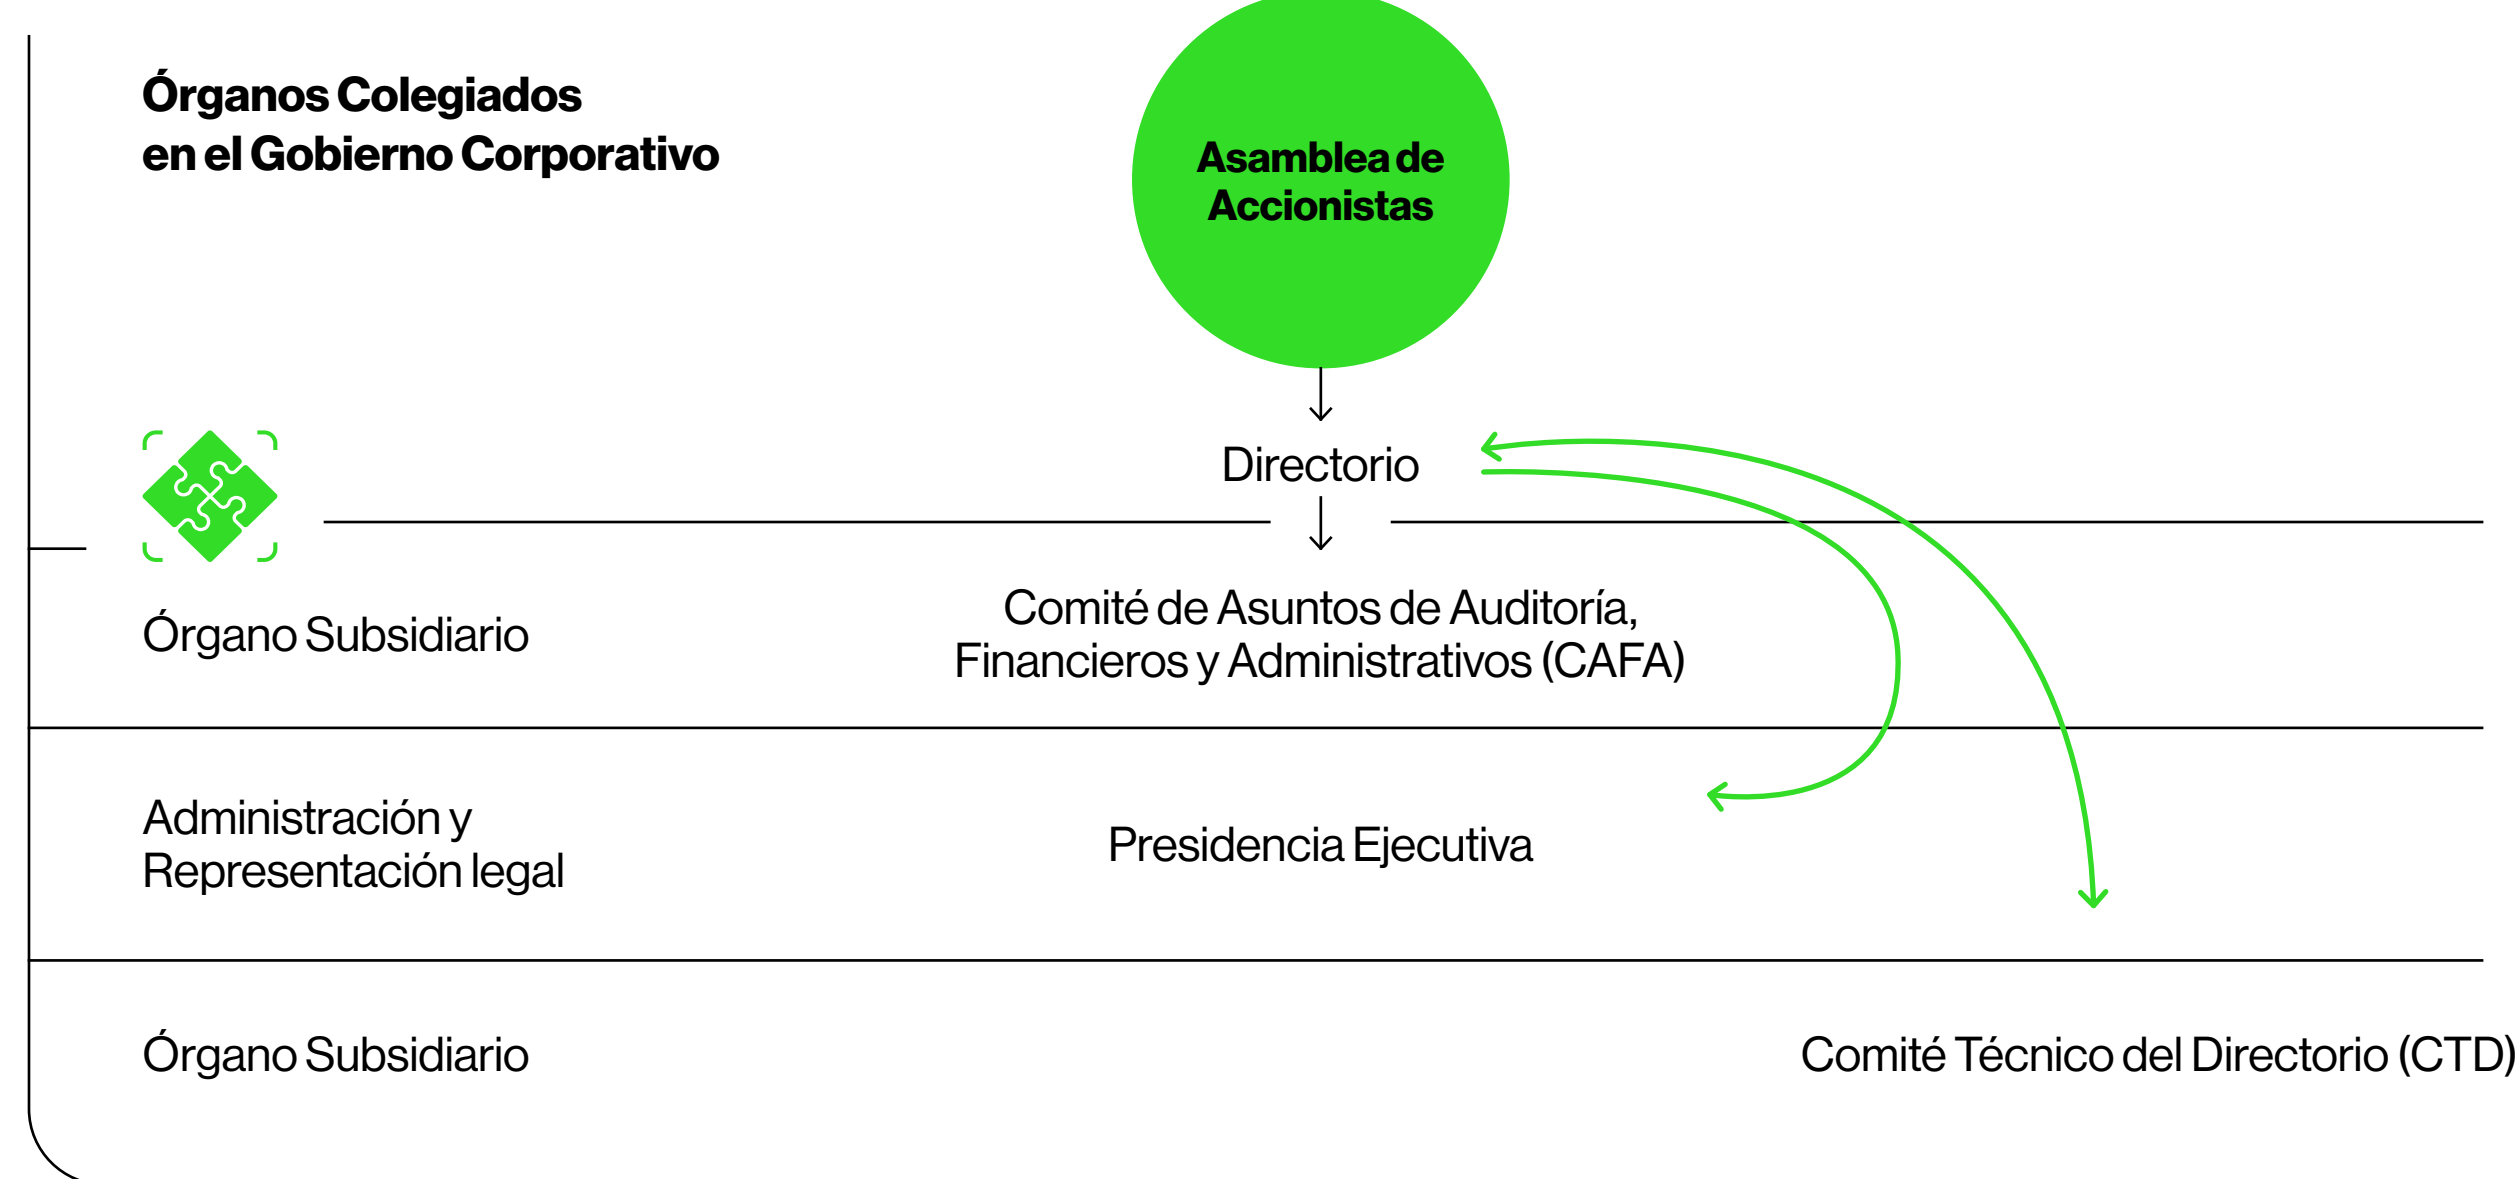 Órganos Colegiados
en el Gobierno Corporativo
Asamblea de
Accionistas
Directorio
Órgano Subsidiario
Comité de Asuntos de Auditoría,
Financieros y Administrativos (CAFA)
Administración y
Representación legal
Presidencia Ejecutiva
Órgano Subsidiario
Comité Técnico del Directorio (CTD)